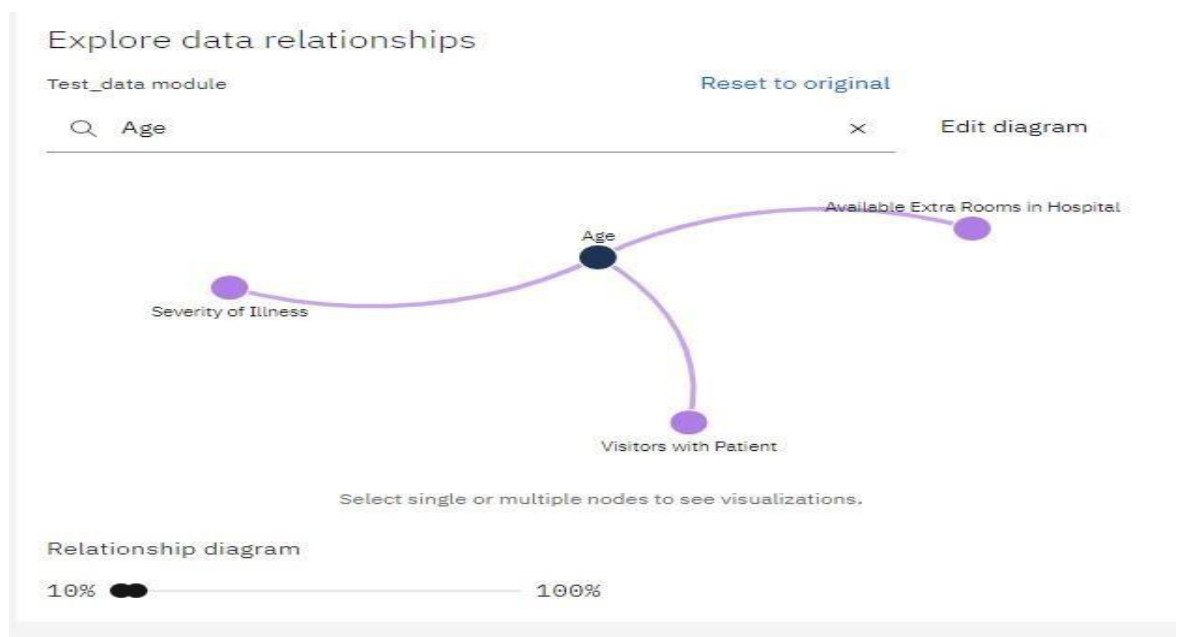 Explore data relationships
Test_data module
Reset to original
Age
×
Edit diagram
Available Extra Rooms in Hospital
Age
Severity of Illness
Visitors with Patient
Select single or multiple nodes to see visualizations.
Relationship diagram
10%
100%